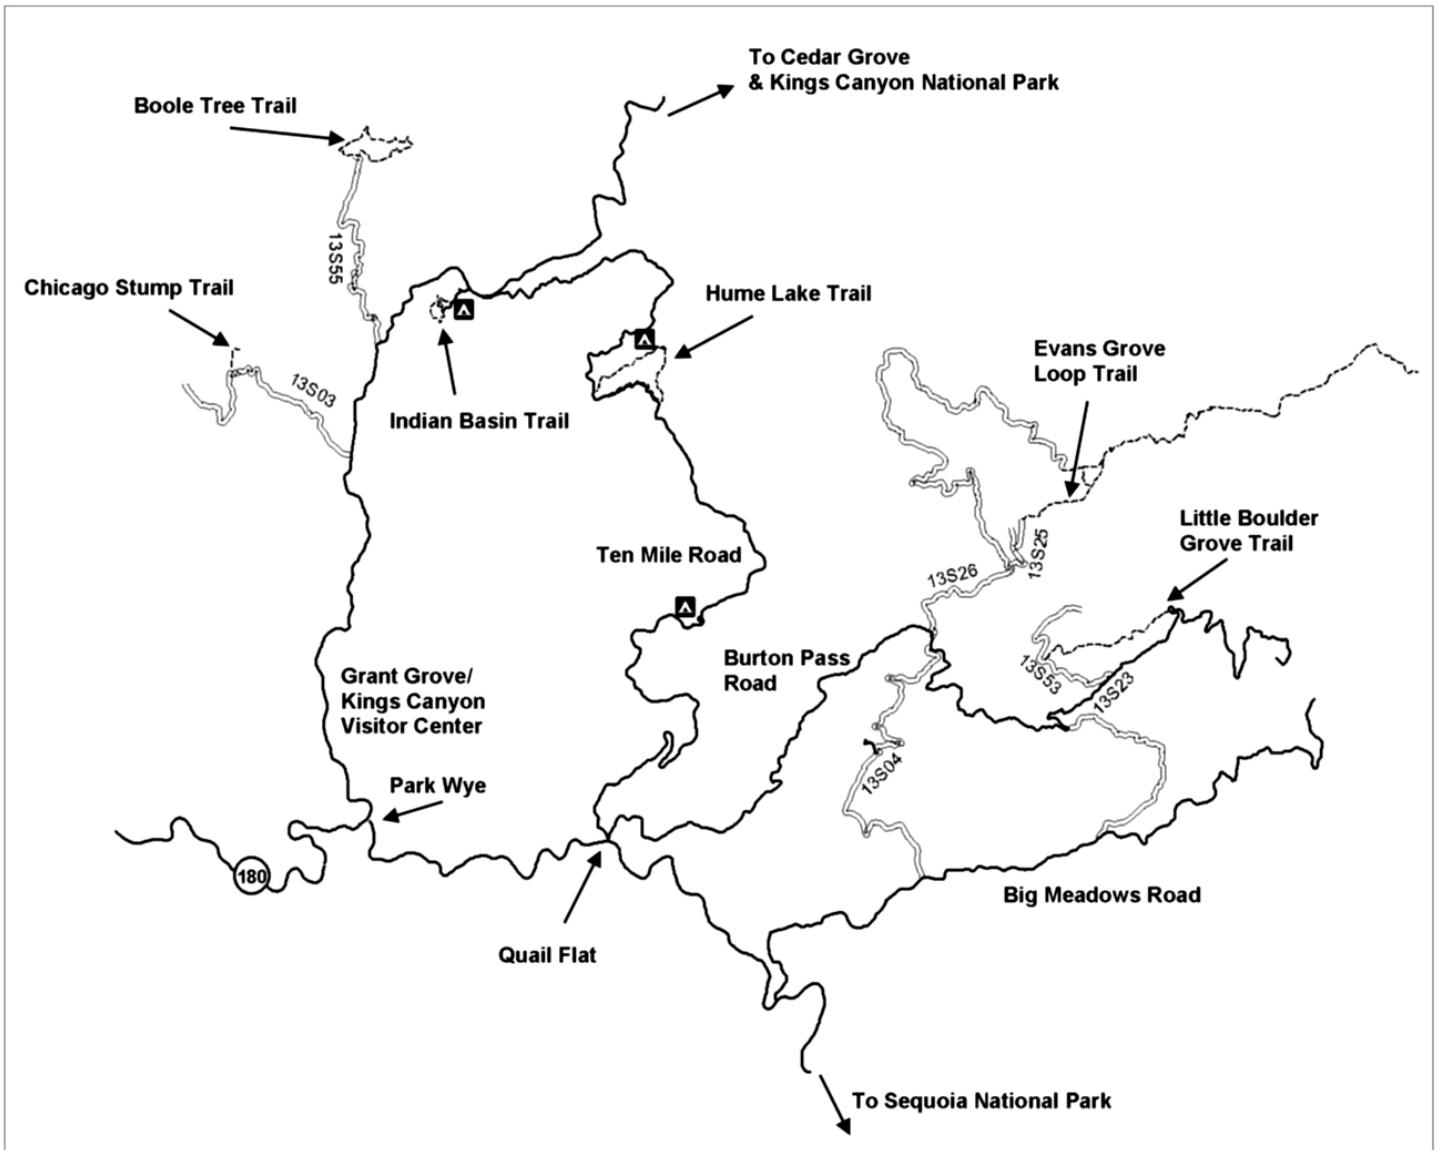 To Cedar Grove
& Kings Canyon National Park
Boole Tree Trail
13S55
Chicago Stump Trail
13S03
Hume Lake Trail
Indian Basin Trail
Evans Grove
Loop Trail
Little Boulder
Grove Trail
Ten Mile Road
13S26
13S25
Burton Pass
Road
13S53
13S23
Grant Grove/
Kings Canyon
Visitor Center
13S04
Park Wye
180
Big Meadows Road
Quail Flat
To Sequoia National Park